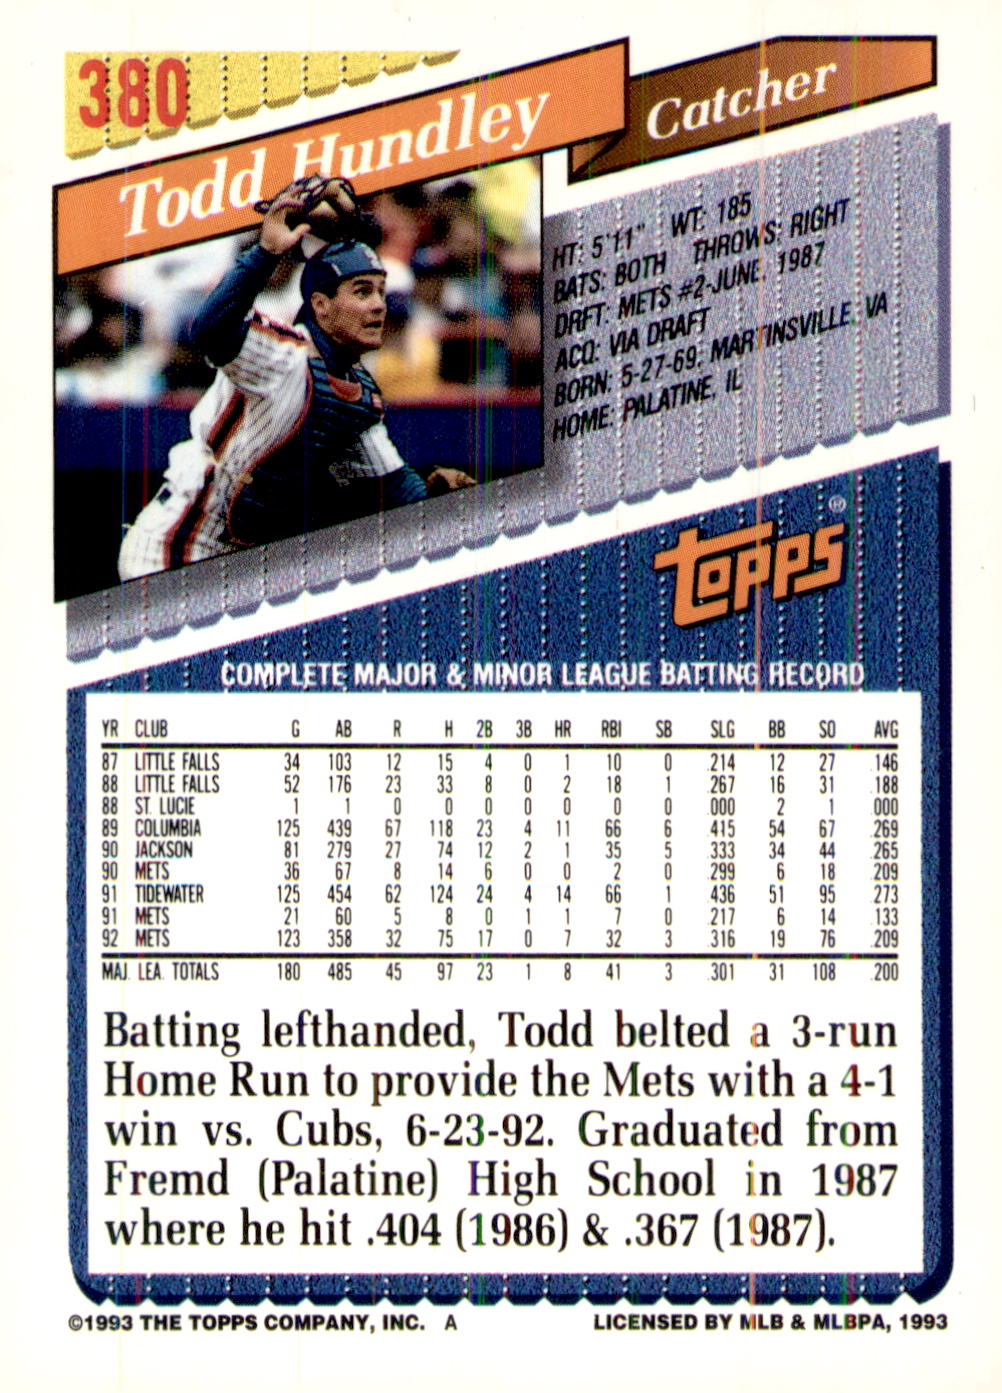 380
Todd Hundley
Catcher
HT: 5'11" WT: 185
BATS: BOTH THROWS: RIGHT
DRFT: METS #2-JUNE, 1987
ACQ: VIA DRAFT
BORN: 5-27-69, MARTINSVILLE, VA
HOME: PALATINE, IL
Topps®
COMPLETE MAJOR & MINOR LEAGUE BATTING RECORD
YR CLUB G AB R H 2B 3B HR RBI SB SLG BB SO AVG
87 LITTLE FALLS 34 103 12 15 4 0 1 10 0 .214 12 27 .146
88 LITTLE FALLS 52 176 23 33 8 0 2 18 1 .267 16 31 .188
88 ST. LUCIE 1 1 0 0 0 0 0 0 0 .000 2 1 .000
89 COLUMBIA 125 439 67 118 23 4 11 66 6 .415 54 67 .269
90 JACKSON 81 279 27 74 12 2 1 35 5 .333 34 44 .265
90 METS 36 67 8 14 6 0 0 2 0 .299 6 18 .209
91 TIDEWATER 125 454 62 124 24 4 14 66 1 .436 51 95 .273
91 METS 21 60 5 8 0 1 1 7 0 .217 6 14 .133
92 METS 123 358 32 75 17 0 7 32 3 .316 19 76 .209
MAJ. LEA. TOTALS 180 485 45 97 23 1 8 41 3 .301 31 108 .200
Batting lefthanded, Todd belted a 3-run
Home Run to provide the Mets with a 4-1
win vs. Cubs, 6-23-92. Graduated from
Fremd (Palatine) High School in 1987
where he hit .404 (1986) & .367 (1987).
©1993 THE TOPPS COMPANY, INC. A
LICENSED BY MLB & MLBPA, 1993